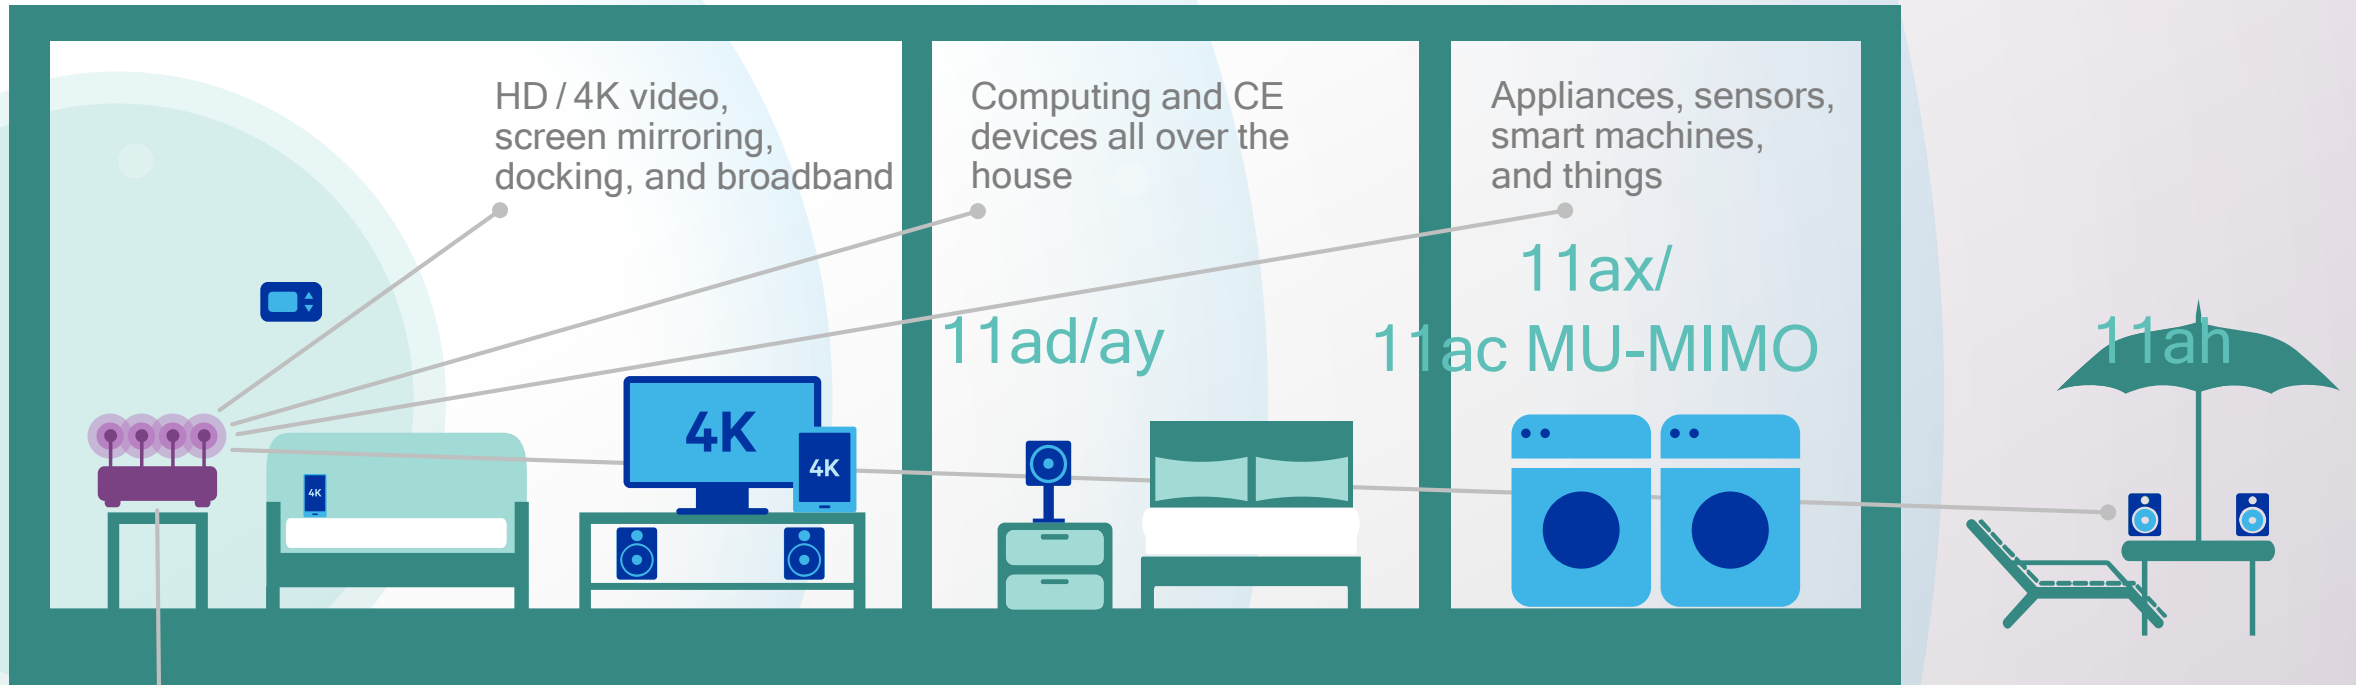 HD / 4K video,
screen mirroring,
docking, and broadband
Computing and CE
devices all over the
house
Appliances, sensors,
smart machines,
and things
11ad/ay
11ax/
11ac MU-MIMO
11ah
4K
4K
4K